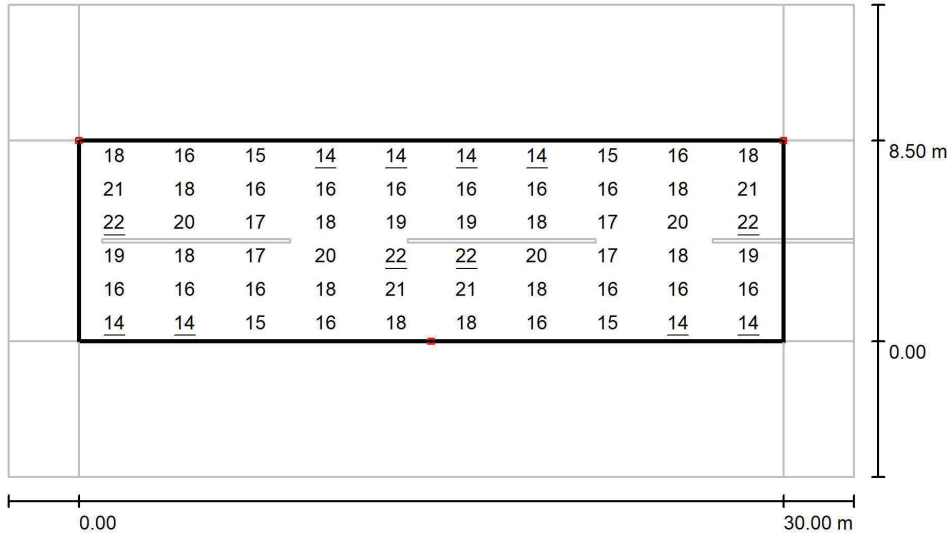 18 16 15 14 14 14 14 15 16 18
8.50 m
21 18 16 16 16 16 16 16 18 21
22 20 17 18 19 19 18 17 20 22
19 18 17 20 22 22 20 17 18 19
16 16 16 18 21 21 18 16 16 16
14 14 15 16 18 18 16 15 14 14
0.00
0.00 30.00 m